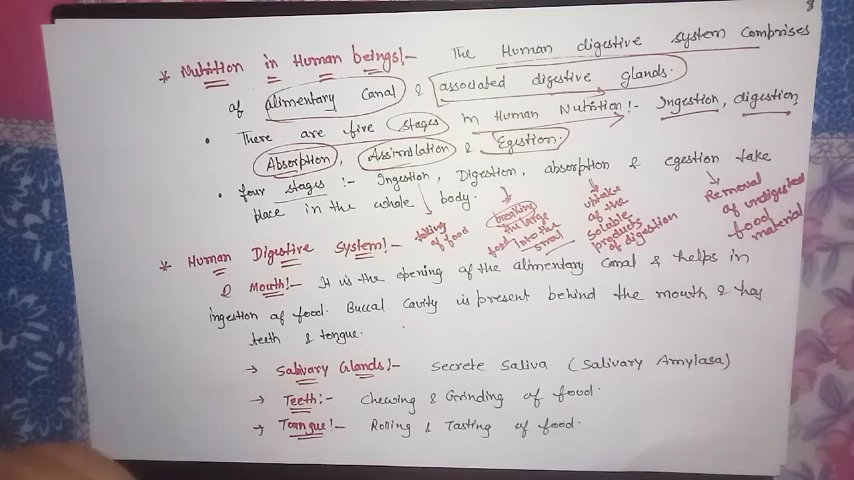 8
* Nutrition in Human beings!- The Human digestive system comprises
of alimentary Canal & associated digestive glands.
• There are five stages in Human Nutrition!- Ingestion, digestion,
Absorption, Assimilation & Egestion,
• four stages :- Ingestion, Digestion, absorption & egestion take
place in the whole body.
taking
of food
breaking
the large
food into the
small
uptake
of the
soluble
products
of digestion
Removal
of undigested
food
material
* Human Digestive System!-
Mouth!- It is the opening of the alimentary canal & helps in
ingestion of food. Buccal Cavity is present behind the mouth & has
teeth & tongue.
→ Salivary Glands!- Secrete Saliva (Salivary Amylasa)
→ Teeth:- Chewing & Grinding of food.
→ Tongue!- Rolling & Tasting of food.